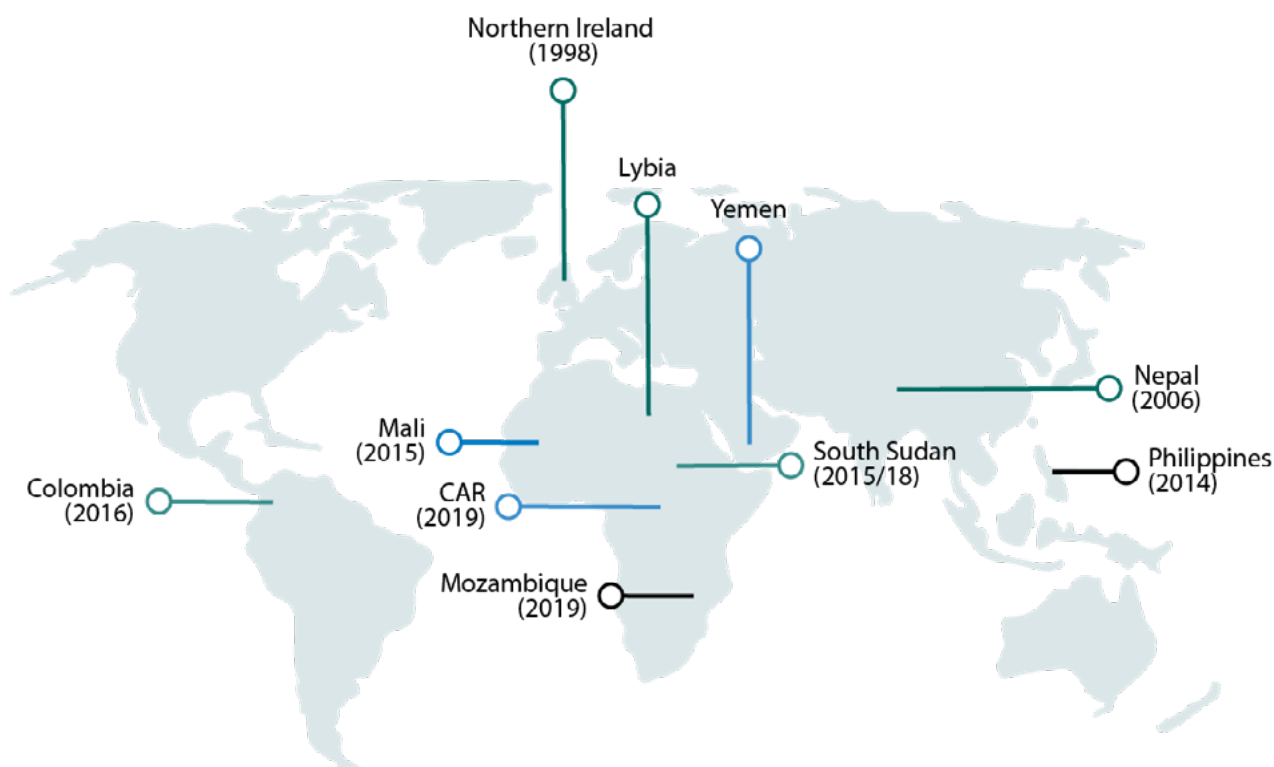 Northern Ireland
(1998)
Lybia
Yemen
Nepal
(2006)
Mali
(2015)
South Sudan
(2015/18)
Philippines
(2014)
Colombia
(2016)
CAR
(2019)
Mozambique
(2019)